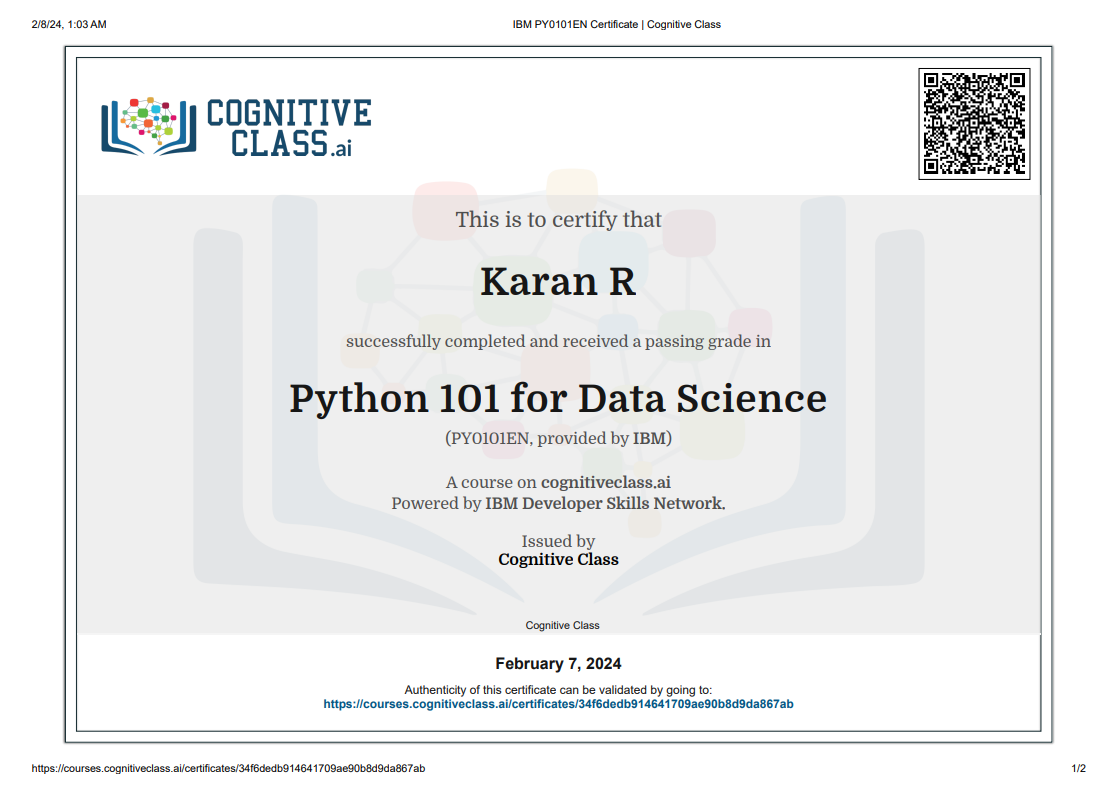 2/8/24, 1:03 AM
IBM PY0101EN Certificate | Cognitive Class
COGNITIVE
CLASS.ai
This is to certify that
Karan R
successfully completed and received a passing grade in
Python 101 for Data Science
(PY0101EN, provided by IBM)
A course on cognitiveclass.ai
Powered by IBM Developer Skills Network.
Issued by
Cognitive Class
Cognitive Class
February 7, 2024
Authenticity of this certificate can be validated by going to:
https://courses.cognitiveclass.ai/certificates/34f6dedb914641709ae90b8d9da867ab
https://courses.cognitiveclass.ai/certificates/34f6dedb914641709ae90b8d9da867ab
1/2